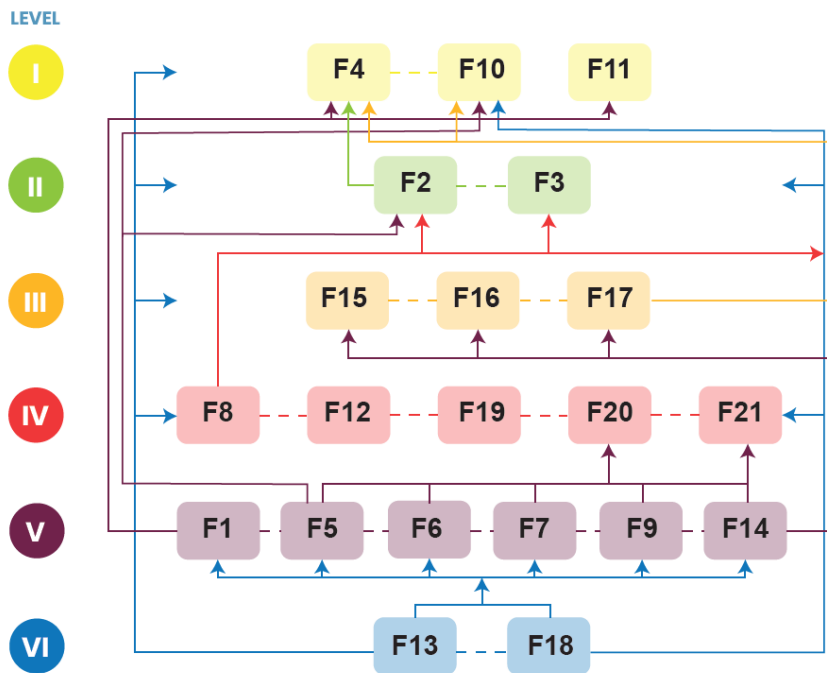 LEVEL
I F4 F10 F11
II F2 F3
III F15 F16 F17
IV F8 F12 F19 F20 F21
V F1 F5 F6 F7 F9 F14
VI F13 F18